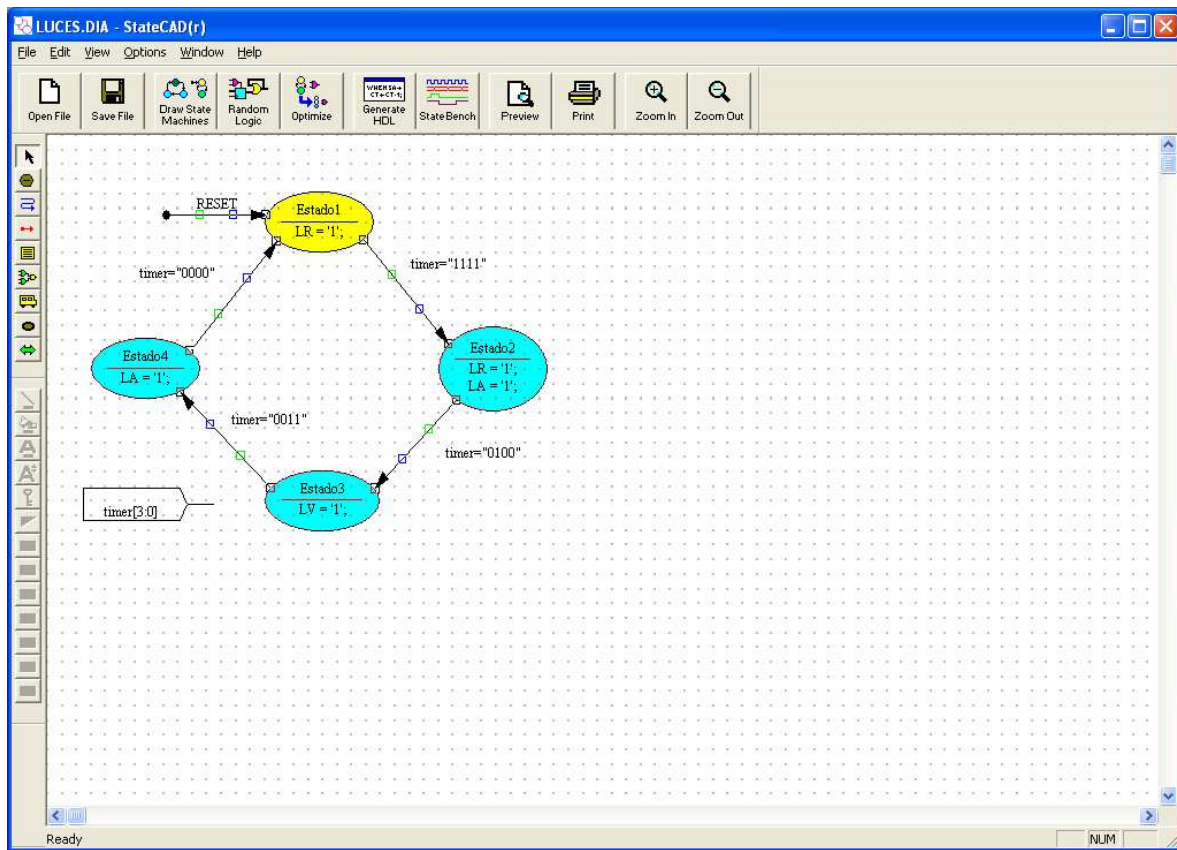 LUCES.DIA - StateCAD(r)
File Edit View Options Window Help
Open File
Save File
Draw State
Machines
Random
Logic
Optimize
Generate
HDL
StateBench
Preview
Print
Zoom In
Zoom Out
RESET
Estado1
LR = '1';
timer="0000"
timer="1111"
Estado4
LA = '1';
Estado2
LR = '1';
LA = '1';
timer="0011"
timer="0100"
Estado3
LV = '1';
timer[3:0]
Ready
NUM